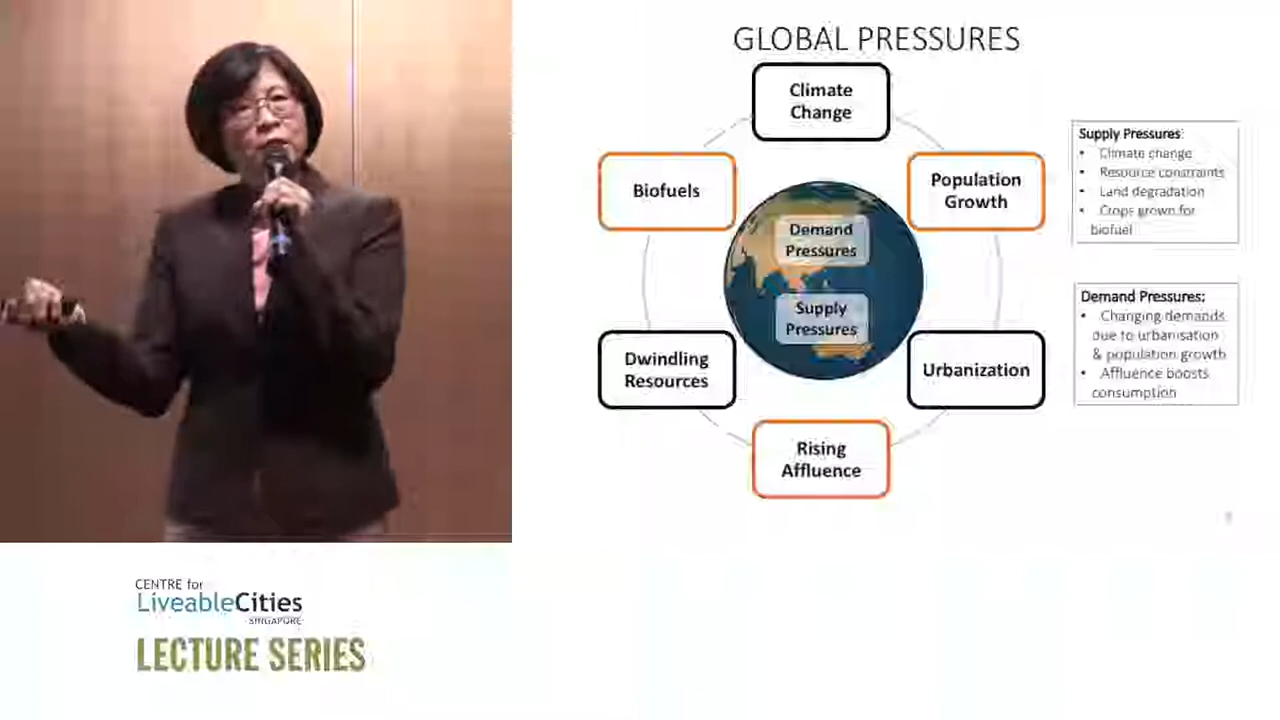 GLOBAL PRESSURES
Climate
Change
Biofuels
Population
Growth
Demand
Pressures
Supply
Pressures
Dwindling
Resources
Urbanization
Rising
Affluence
Supply Pressures:
• Climate change
• Resource constraints
• Land degradation
• Crops grown for
biofuel
Demand Pressures:
• Changing demands
due to urbanisation
& population growth
• Affluence boosts
consumption
CENTRE for
LiveableCities
SINGAPORE
LECTURE SERIES